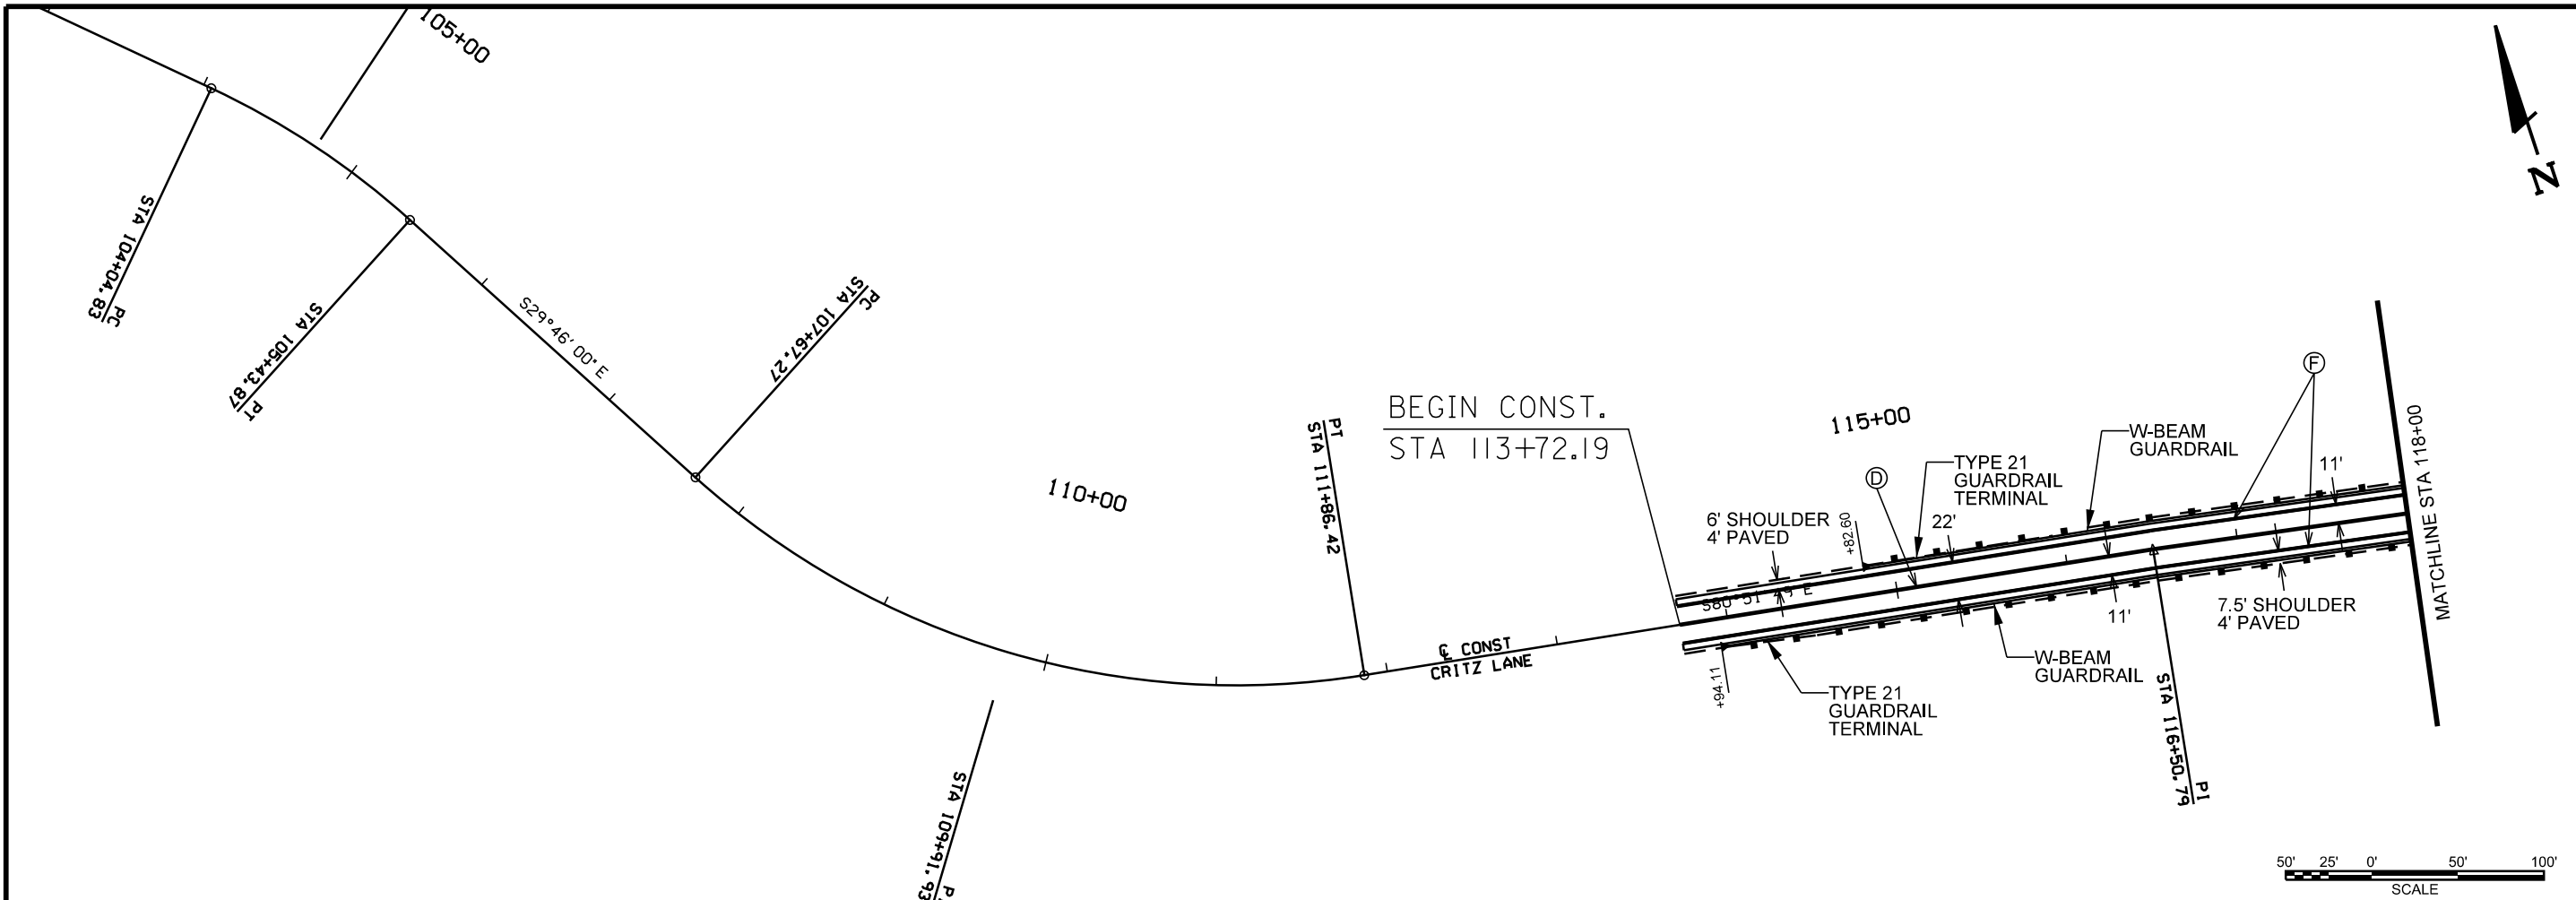 105+00
N
PC
STA 104+04.83
PT
STA 105+43.87
S29°46'00"E
PC
STA 107+67.27
110+00
STA 109+91.93
PT
STA 111+86.42
BEGIN CONST.
STA 113+72.19
℄ CONST
CRITZ LANE
115+00
D
F
6' SHOULDER
4' PAVED
+82.60
22'
TYPE 21
GUARDRAIL
TERMINAL
W-BEAM
GUARDRAIL
11'
+94.11
TYPE 21
GUARDRAIL
TERMINAL
W-BEAM
GUARDRAIL
11'
7.5' SHOULDER
4' PAVED
PI
STA 116+50.79
MATCHLINE STA 118+00
50' 25' 0' 50' 100'
SCALE